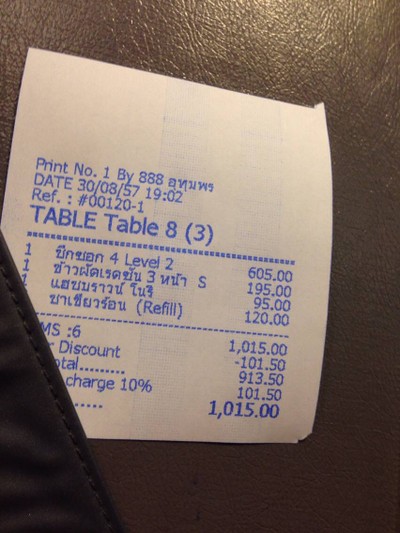 Print No. 1 By 888 อุทุมพร
DATE 30/08/57 19:02
Ref. : #00120-1
TABLE Table 8 (3)
1 ปีกซอก 4 Level 2 605.00
1 ข้าวผัดเรดชัน 3 หน้า S 195.00
1 แฮชบราวน์ โนริ 95.00
ชาเขียวร้อน (Refill) 120.00
MS :6 1,015.00
r Discount -101.50
otal......... 913.50
charge 10% 101.50
..... 1,015.00